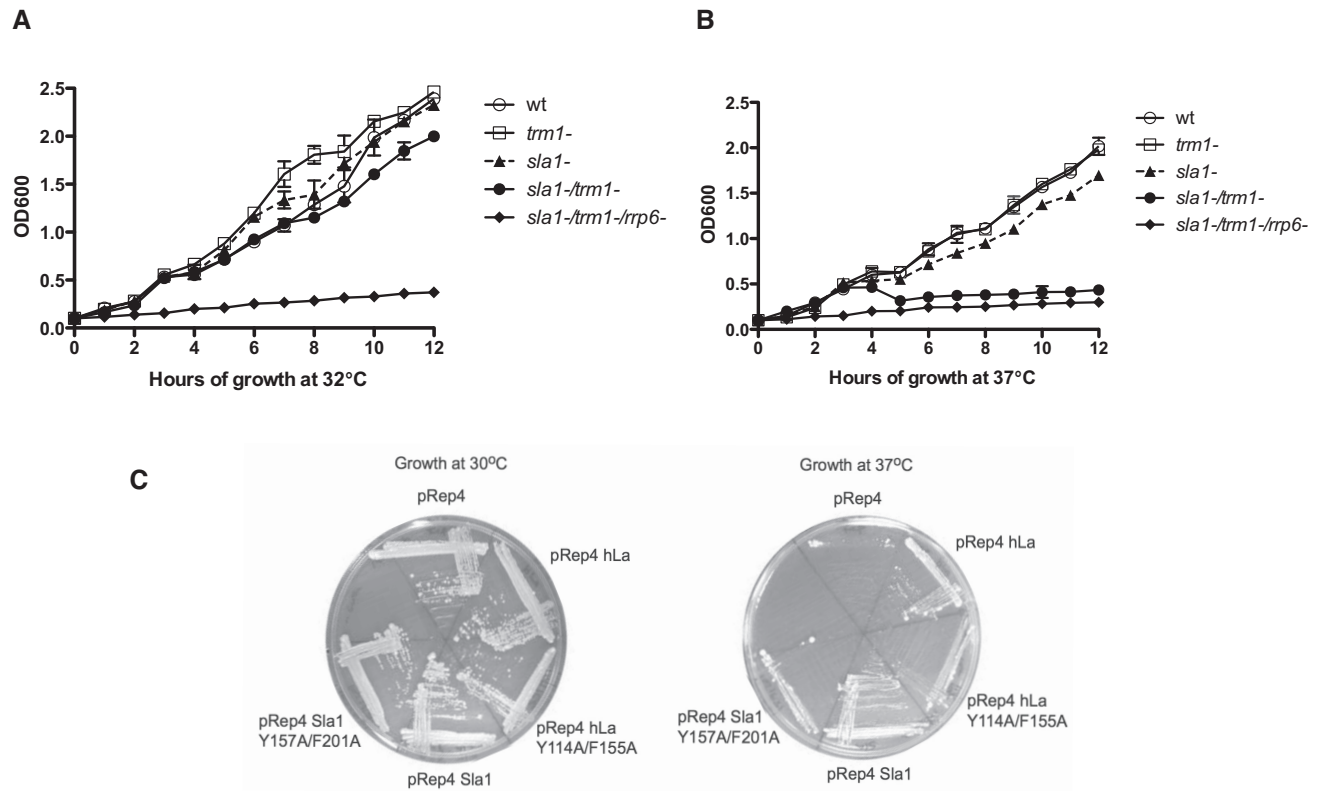 A
2.5
2.0
1.5
1.0
0.5
0.0
OD600
0 2 4 6 8 10 12
Hours of growth at 32°C
wt
trm1-
sla1-
sla1-/trm1-
sla1-/trm1-/rrp6-
B
2.5
2.0
1.5
1.0
0.5
0.0
OD600
0 2 4 6 8 10 12
Hours of growth at 37°C
wt
trm1-
sla1-
sla1-/trm1-
sla1-/trm1-/rrp6-
C
Growth at 30ºC
pRep4
pRep4 hLa
pRep4 hLa
Y114A/F155A
pRep4 Sla1
pRep4 Sla1
Y157A/F201A
Growth at 37ºC
pRep4
pRep4 hLa
pRep4 hLa
Y114A/F155A
pRep4 Sla1
pRep4 Sla1
Y157A/F201A